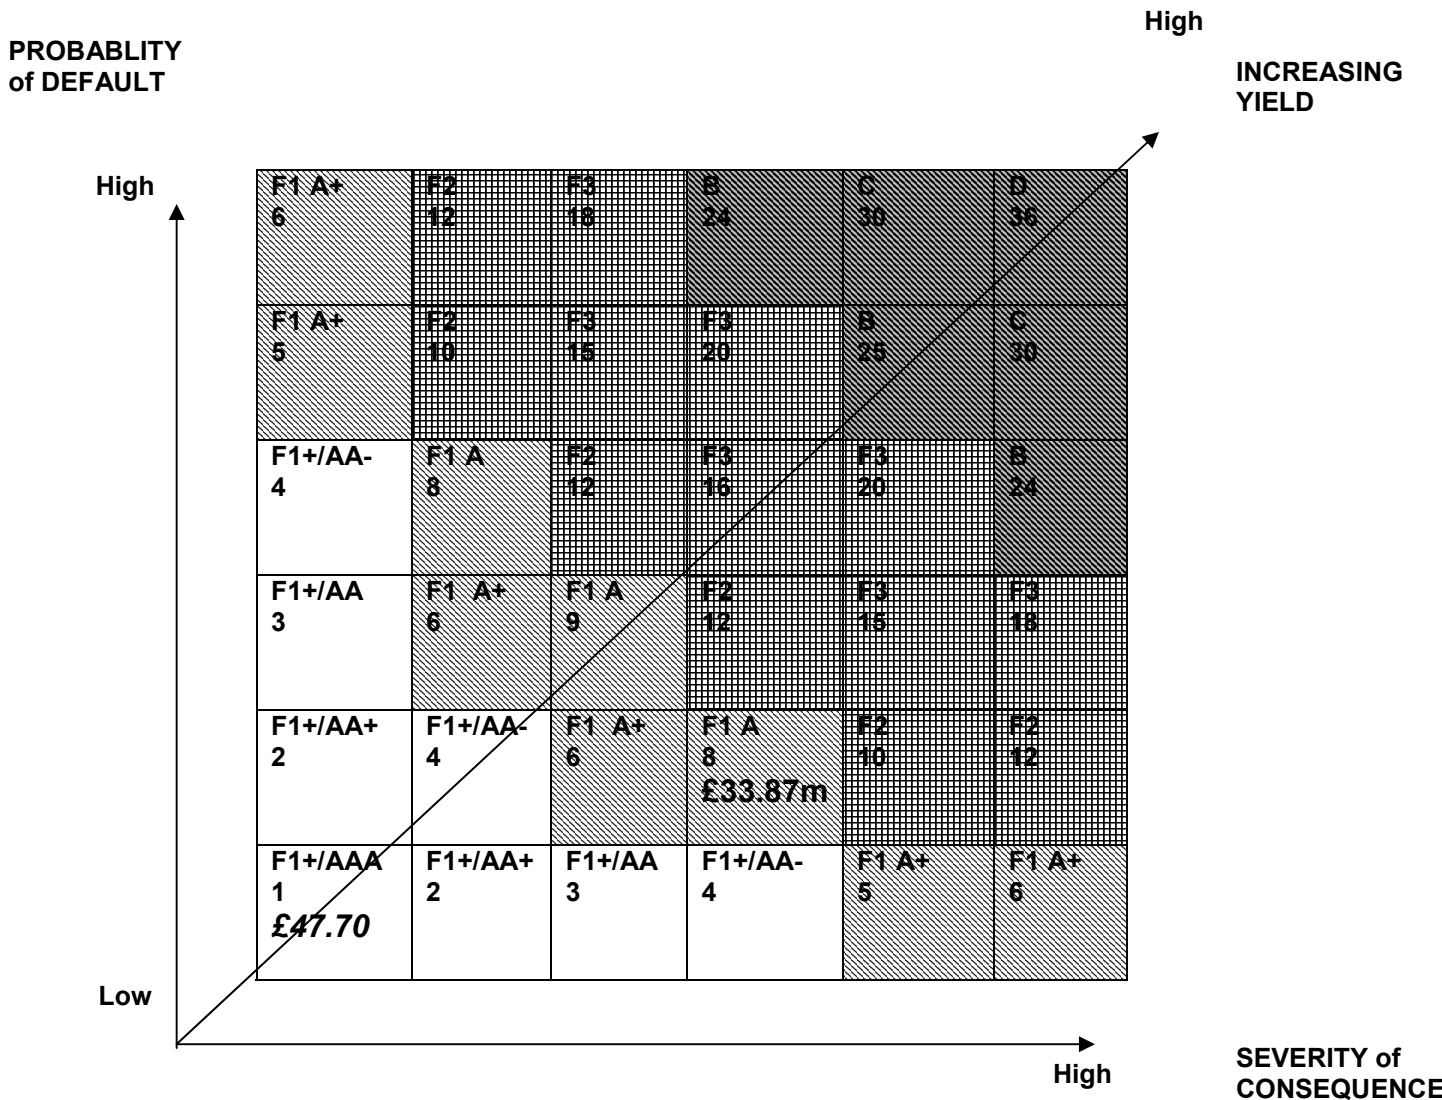 High
PROBABLITY
of DEFAULT
INCREASING
YIELD
High
F1 A+
6
F2
12
F3
18
B
24
C
30
D
36
F1 A+
5
F2
10
F3
15
F3
20
B
25
C
30
F1+/AA-
4
F1 A
8
F2
12
F3
16
F3
20
B
24
F1+/AA
3
F1 A+
6
F1 A
9
F2
12
F3
15
F3
18
F1+/AA+
2
F1+/AA-
4
F1 A+
6
F1 A
8
£33.87m
F2
10
F2
12
F1+/AAA
1
£47.70
F1+/AA+
2
F1+/AA
3
F1+/AA-
4
F1 A+
5
F1 A+
6
Low
High
SEVERITY of
CONSEQUENCE